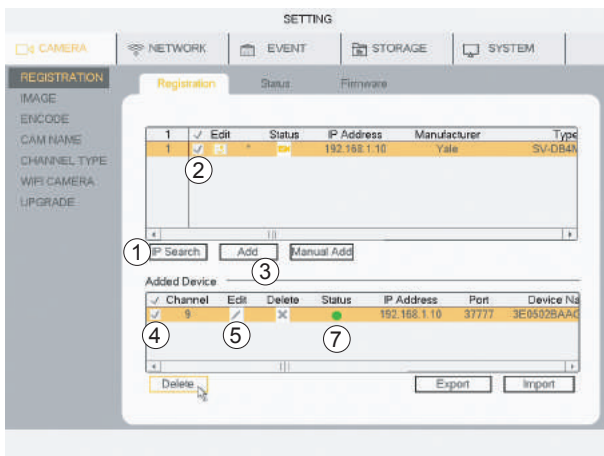 SETTING
CAMERA NETWORK EVENT STORAGE SYSTEM
REGISTRATION
IMAGE
ENCODE
CAM NAME
CHANNEL TYPE
WIFI CAMERA
UPGRADE
Registration Status Firmware
1 Edit Status IP Address Manufacturer Type
1 192.168.1.10 Yale SV-DB4M
2
1 IP Search Add Manual Add
3
Added Device
Channel Edit Delete Status IP Address Port Device Na
9 192.168.1.10 37777 3E0502BAAC
4 5 7
Delete Export Import